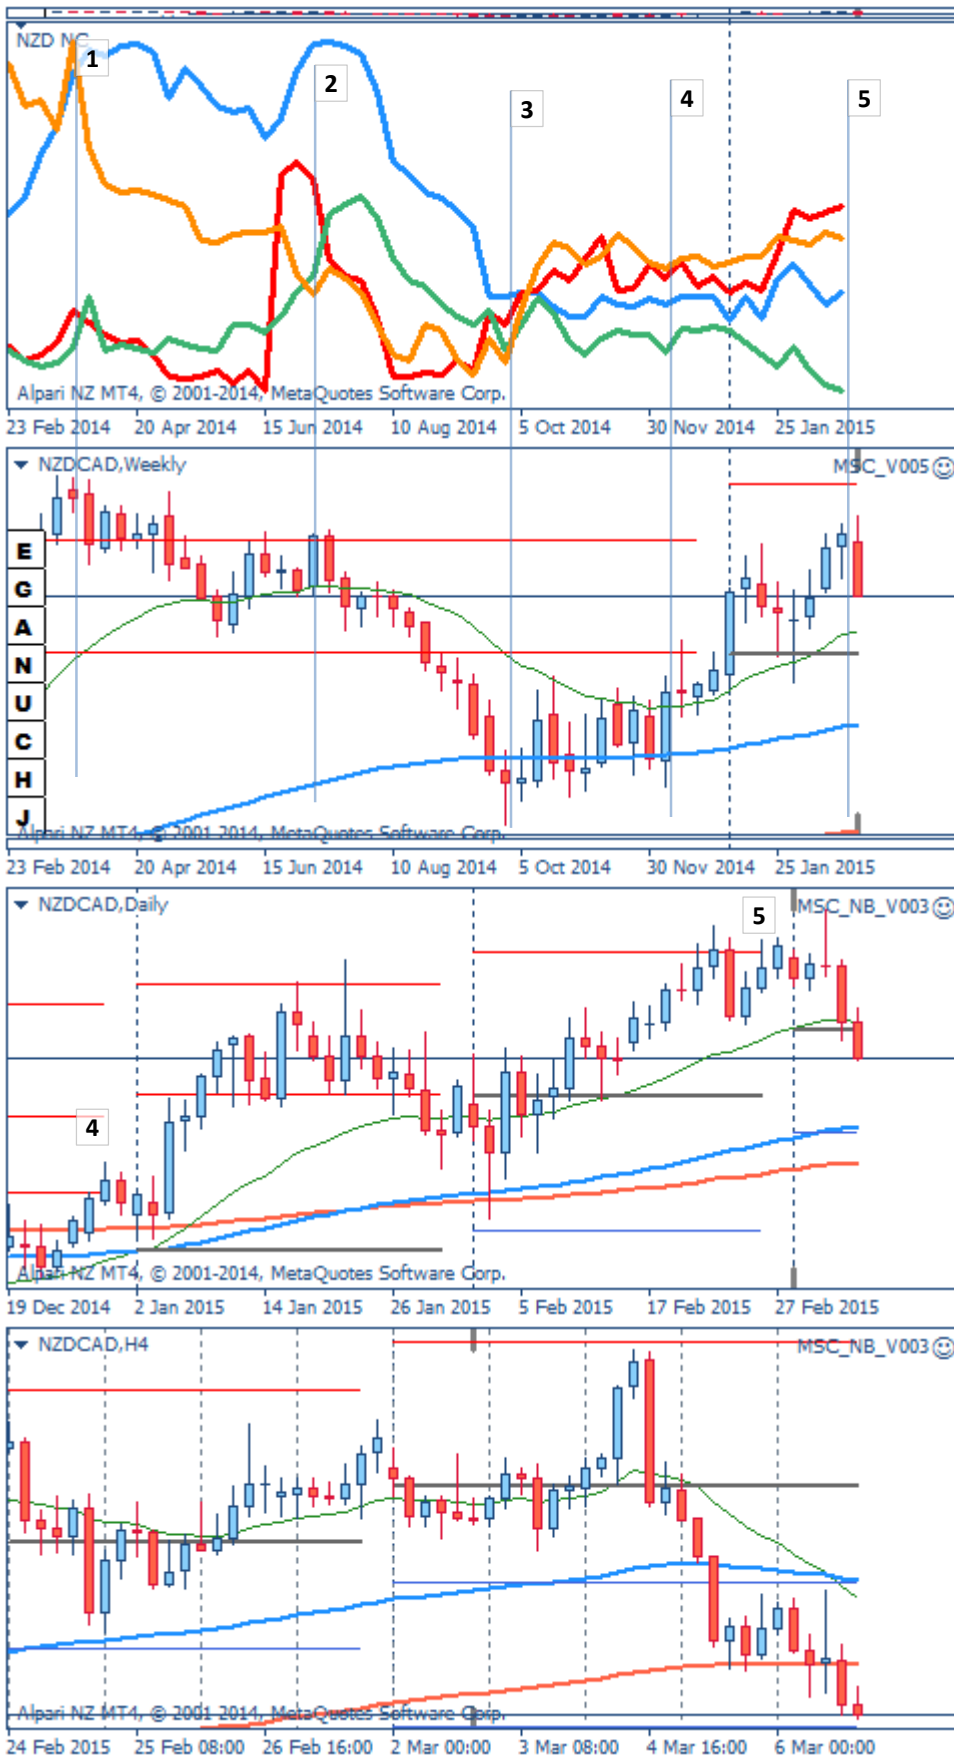 NZD NC
1
2
3
4
5
Alpari NZ MT4, © 2001-2014, MetaQuotes Software Corp.
23 Feb 2014 20 Apr 2014 15 Jun 2014 10 Aug 2014 5 Oct 2014 30 Nov 2014 25 Jan 2015
NZDCAD,Weekly MSC_V005
E
G
A
N
U
C
H
J
Alpari NZ MT4, © 2001-2014, MetaQuotes Software Corp.
23 Feb 2014 20 Apr 2014 15 Jun 2014 10 Aug 2014 5 Oct 2014 30 Nov 2014 25 Jan 2015
NZDCAD,Daily MSC_NB_V003
5
4
Alpari NZ MT4, © 2001-2014, MetaQuotes Software Corp.
19 Dec 2014 2 Jan 2015 14 Jan 2015 26 Jan 2015 5 Feb 2015 17 Feb 2015 27 Feb 2015
NZDCAD,H4 MSC_NB_V003
Alpari NZ MT4, © 2001-2014, MetaQuotes Software Corp.
24 Feb 2015 25 Feb 08:00 26 Feb 16:00 2 Mar 00:00 3 Mar 08:00 4 Mar 16:00 6 Mar 00:00